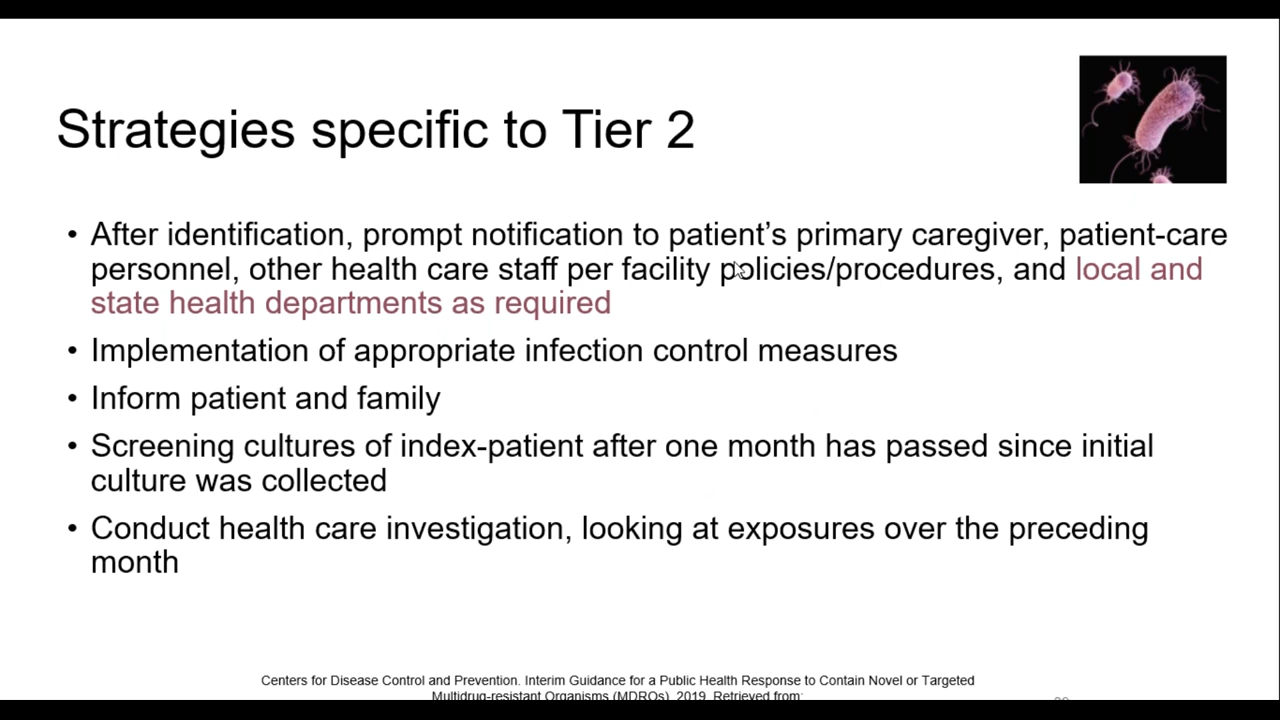 Strategies specific to Tier 2
• After identification, prompt notification to patient's primary caregiver, patient-care
personnel, other health care staff per facility policies/procedures, and local and
state health departments as required
• Implementation of appropriate infection control measures
• Inform patient and family
• Screening cultures of index-patient after one month has passed since initial
culture was collected
• Conduct health care investigation, looking at exposures over the preceding
month
Centers for Disease Control and Prevention. Interim Guidance for a Public Health Response to Contain Novel or Targeted
Multidrug-resistant Organisms (MDROs). 2019. Retrieved from: